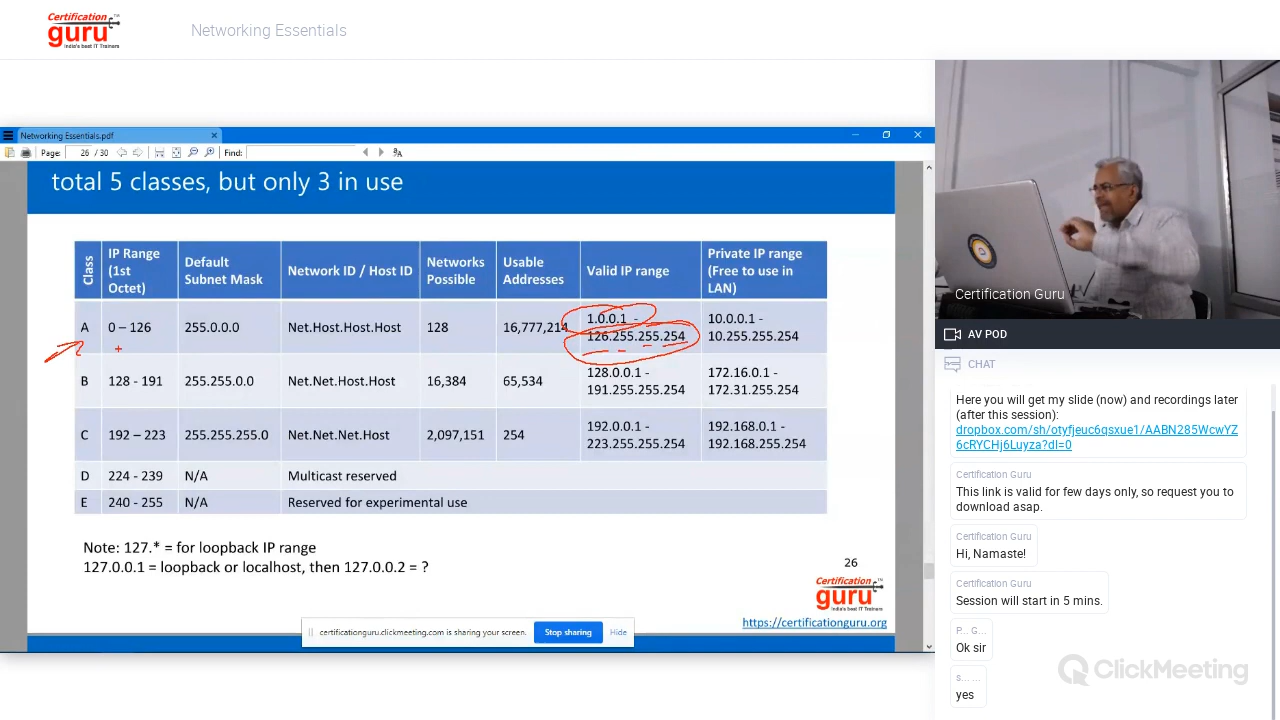 Certification
guru™
India's best IT Trainers
Networking Essentials
Networking Essentials.pdf
Page: 26 / 30 Find:
total 5 classes, but only 3 in use
Class IP Range (1st Octet) Default Subnet Mask Network ID / Host ID Networks Possible Usable Addresses Valid IP range Private IP range (Free to use in LAN)
A 0 – 126 255.0.0.0 Net.Host.Host.Host 128 16,777,214 1.0.0.1 - 126.255.255.254 10.0.0.1 - 10.255.255.254
B 128 - 191 255.255.0.0 Net.Net.Host.Host 16,384 65,534 128.0.0.1 - 191.255.255.254 172.16.0.1 - 172.31.255.254
C 192 – 223 255.255.255.0 Net.Net.Net.Host 2,097,151 254 192.0.0.1 - 223.255.255.254 192.168.0.1 - 192.168.255.254
D 224 - 239 N/A Multicast reserved
E 240 - 255 N/A Reserved for experimental use
Note: 127.* = for loopback IP range
127.0.0.1 = loopback or localhost, then 127.0.0.2 = ?
26
Certification
guru
India's best IT Trainers
https://certificationguru.org
certificationguru.clickmeeting.com is sharing your screen. Stop sharing Hide
Certification Guru
AV POD
CHAT
Here you will get my slide (now) and recordings later
(after this session):
dropbox.com/sh/otyfjeuc6qsxue1/AABN285WcwYZ
6cRYCHj6Luyza?dl=0
Certification Guru
This link is valid for few days only, so request you to
download asap.
Certification Guru
Hi, Namaste!
Certification Guru
Session will start in 5 mins.
P... G...
Ok sir
s... ...
yes
ClickMeeting